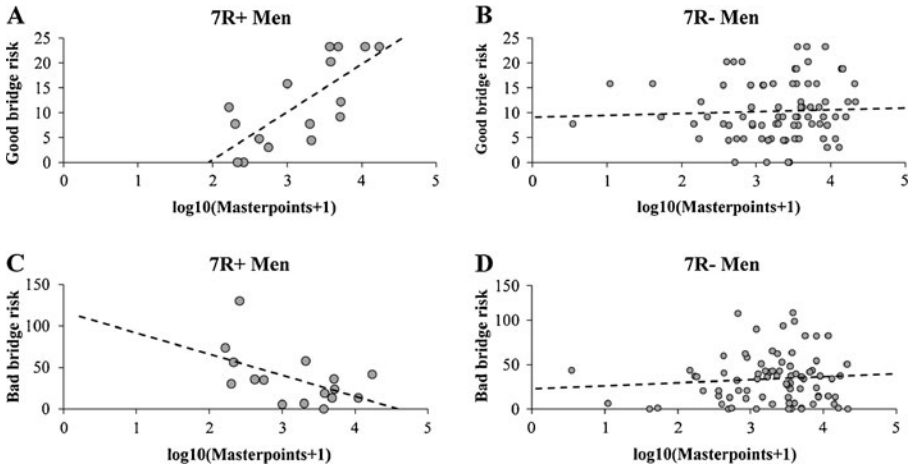 A
7R+ Men
Good bridge risk
25
20
15
10
5
0
0 1 2 3 4 5
log10(Masterpoints+1)
B
7R- Men
Good bridge risk
25
20
15
10
5
0
0 1 2 3 4 5
log10(Masterpoints+1)
C
7R+ Men
Bad bridge risk
150
100
50
0
0 1 2 3 4 5
log10(Masterpoints+1)
D
7R- Men
Bad bridge risk
150
100
50
0
0 1 2 3 4 5
log10(Masterpoints+1)